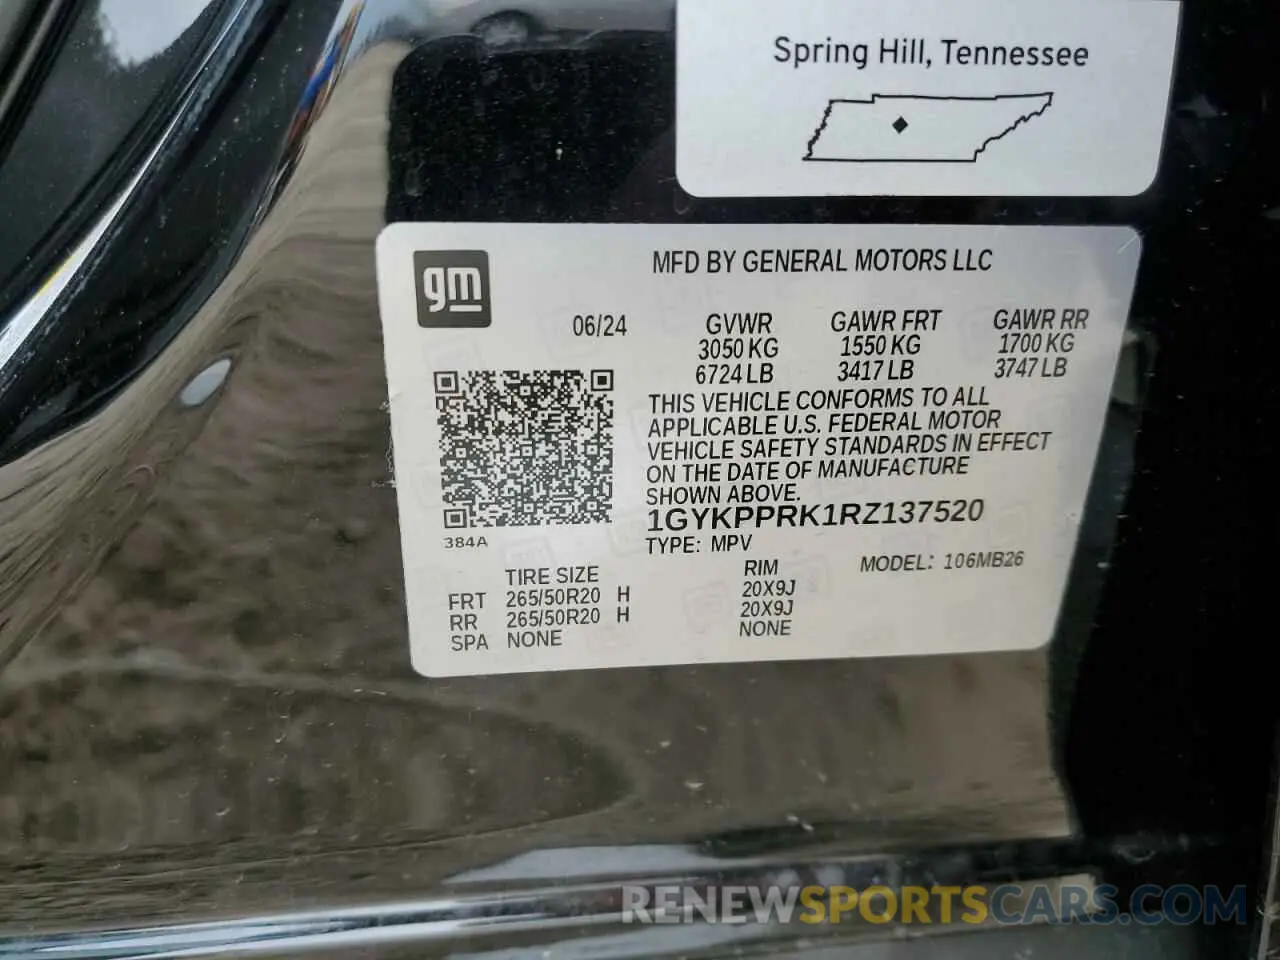 Spring Hill, Tennessee
gm
MFD BY GENERAL MOTORS LLC
06/24 GVWR GAWR FRT GAWR RR
3050 KG 1550 KG 1700 KG
6724 LB 3417 LB 3747 LB
THIS VEHICLE CONFORMS TO ALL
APPLICABLE U.S. FEDERAL MOTOR
VEHICLE SAFETY STANDARDS IN EFFECT
ON THE DATE OF MANUFACTURE
SHOWN ABOVE.
1GYKPPRK1RZ137520
384A
TYPE: MPV MODEL: 106MB26
TIRE SIZE RIM
FRT 265/50R20 H 20X9J
RR 265/50R20 H 20X9J
SPA NONE NONE
RENEWSPORTSCARS.COM